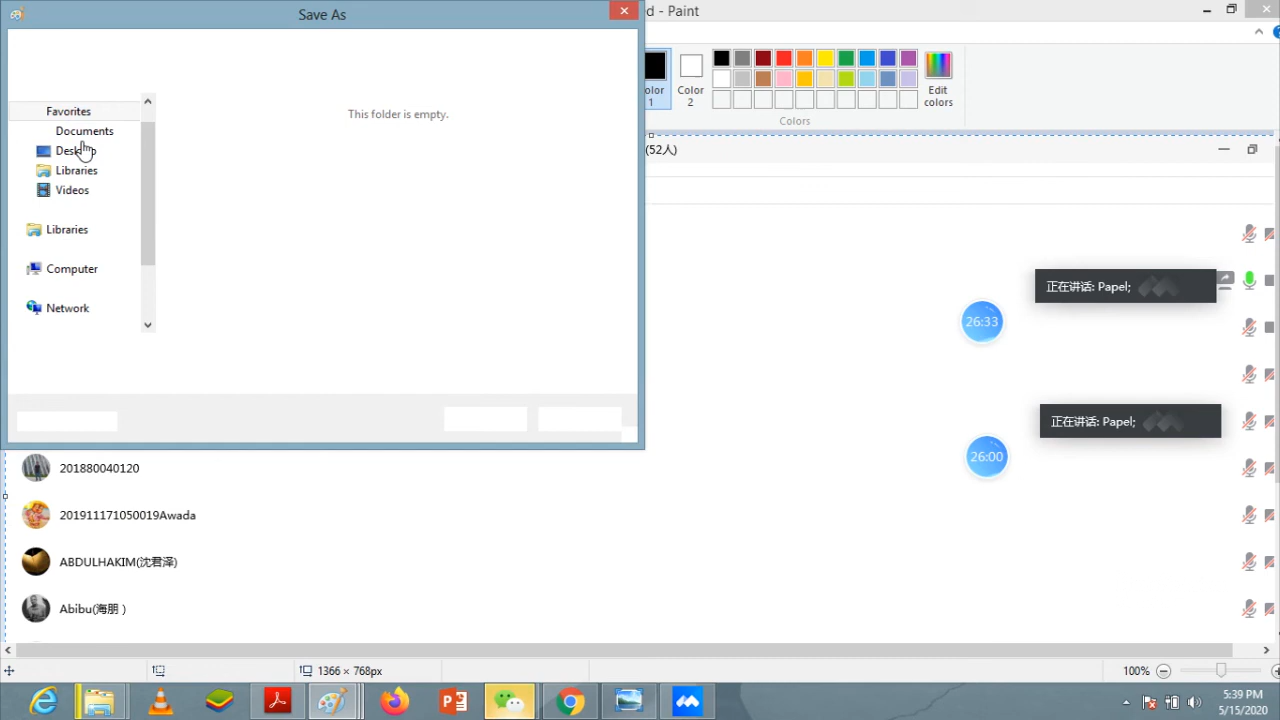 Save As
d - Paint
This folder is empty.
Favorites
Documents
Desktop
Libraries
Videos
Libraries
Computer
Network
olor
1
Color
2
Edit
colors
Colors
(52人)
正在讲话: Papel;
26:33
正在讲话: Papel;
26:00
201880040120
201911171050019Awada
ABDULHAKIM(沈君泽)
Abibu(海朋 )
1366 × 768px
100%
5:39 PM
5/15/2020